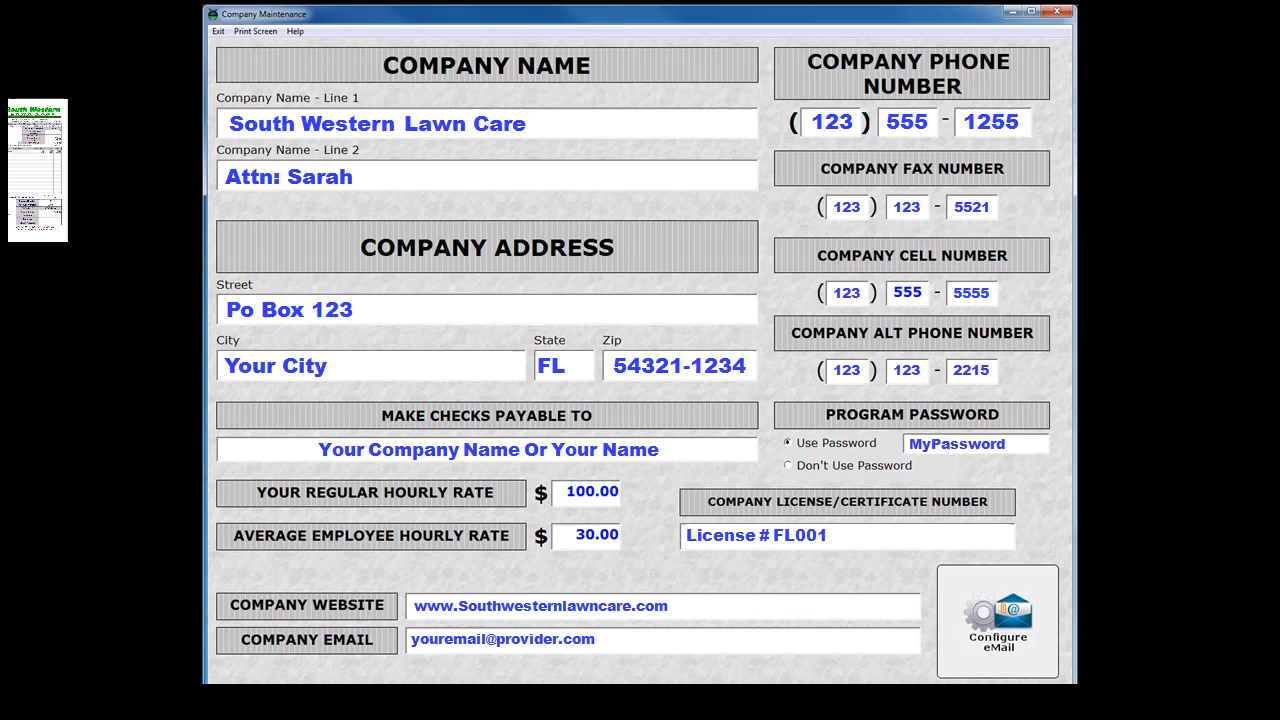 Company Maintenance
Exit Print Screen Help
COMPANY NAME
Company Name - Line 1
South Western Lawn Care
Company Name - Line 2
Attn: Sarah
COMPANY ADDRESS
Street
Po Box 123
City State Zip
Your City FL 54321-1234
MAKE CHECKS PAYABLE TO
Your Company Name Or Your Name
YOUR REGULAR HOURLY RATE $ 100.00
AVERAGE EMPLOYEE HOURLY RATE $ 30.00
COMPANY PHONE
NUMBER
(123) 555 - 1255
COMPANY FAX NUMBER
(123) 123 - 5521
COMPANY CELL NUMBER
(123) 555 - 5555
COMPANY ALT PHONE NUMBER
(123) 123 - 2215
PROGRAM PASSWORD
Use Password MyPassword
Don't Use Password
COMPANY LICENSE/CERTIFICATE NUMBER
License # FL001
COMPANY WEBSITE www.Southwesternlawncare.com
COMPANY EMAIL youremail@provider.com
Configure
eMail
South Western